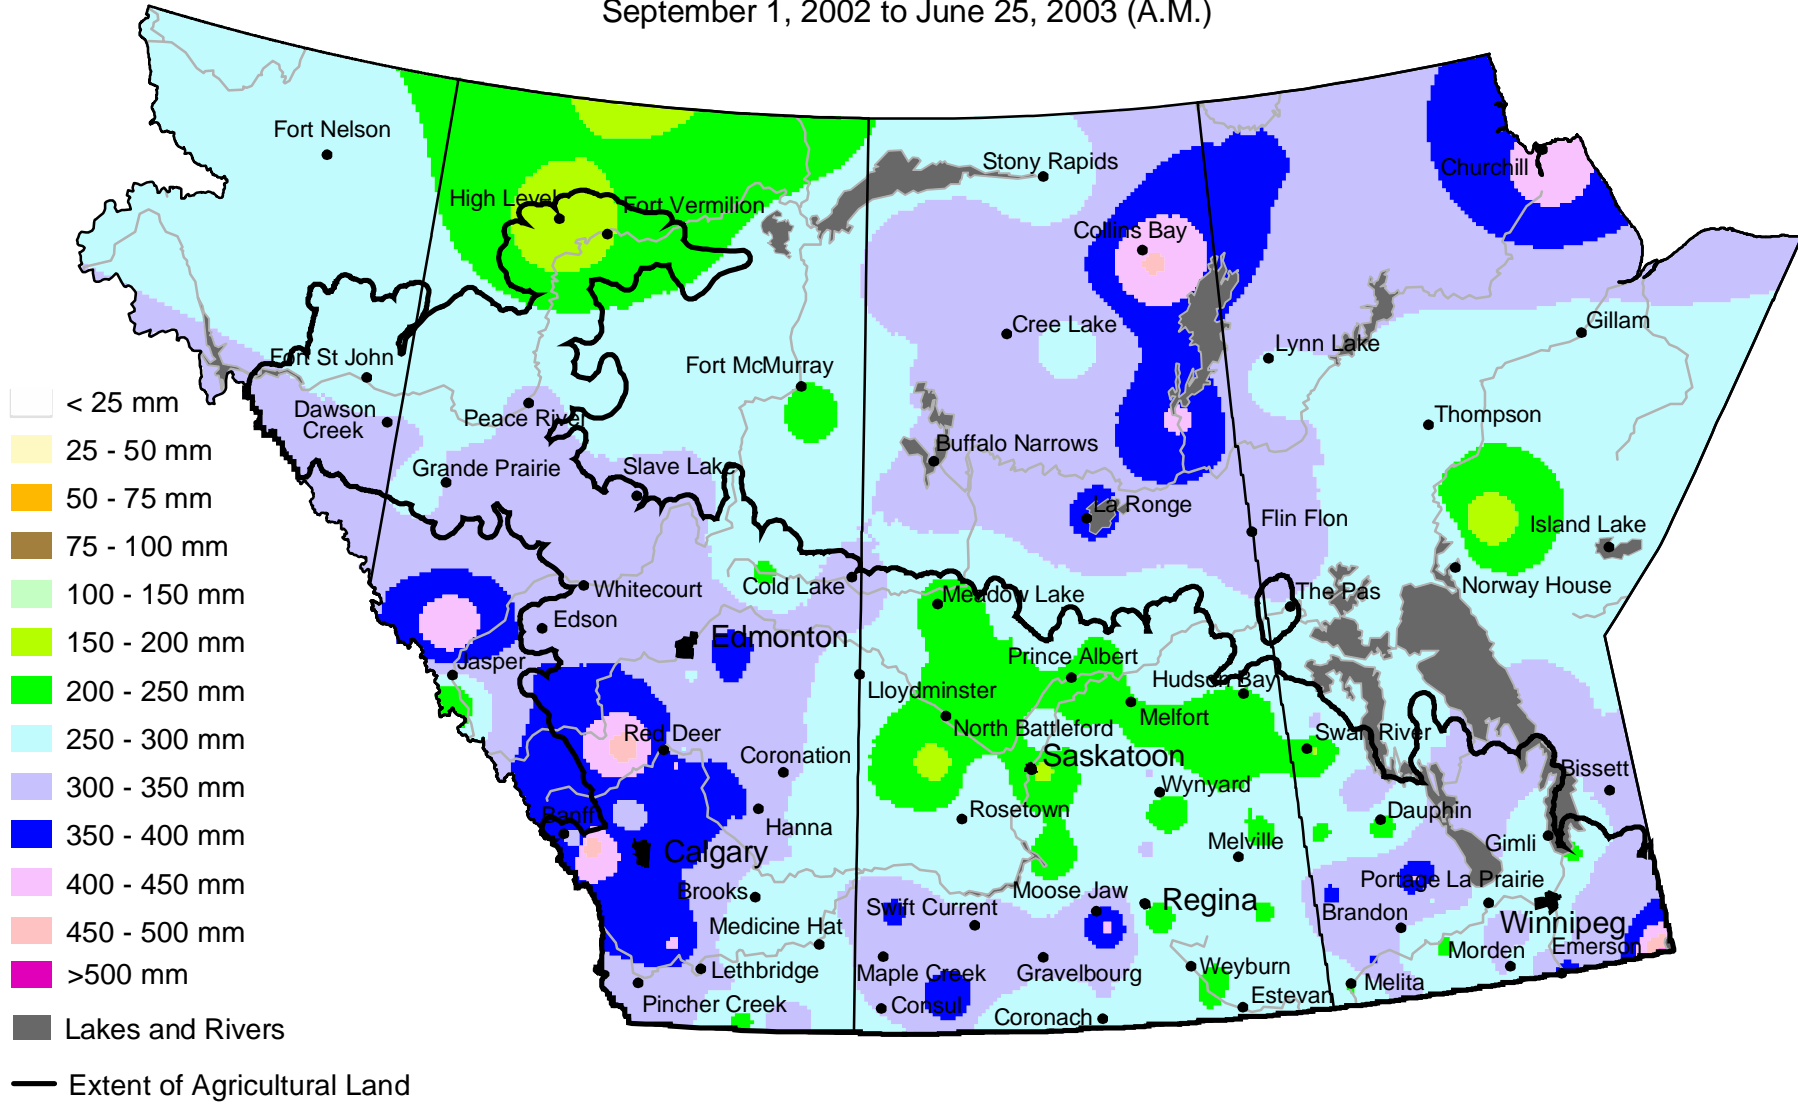 September 1, 2002 to June 25, 2003 (A.M.)
Fort Nelson
Stony Rapids
Churchill
High Level
Fort Vermilion
Collins Bay
Cree Lake
Gillam
Lynn Lake
Fort St John
Fort McMurray
Dawson
Creek
Peace River
Thompson
Buffalo Narrows
Grande Prairie
Slave Lake
La Ronge
Flin Flon
Island Lake
Whitecourt
Cold Lake
Meadow Lake
The Pas
Norway House
Edson
Edmonton
Jasper
Prince Albert
Hudson Bay
Lloydminster
North Battleford
Melfort
Red Deer
Swan River
Coronation
Saskatoon
Bissett
Wynyard
Banff
Hanna
Rosetown
Dauphin
Melville
Gimli
Calgary
Brooks
Moose Jaw
Regina
Portage La Prairie
Swift Current
Brandon
Winnipeg
Medicine Hat
Morden
Emerson
Lethbridge
Maple Creek
Gravelbourg
Weyburn
Melita
Pincher Creek
Consul
Coronach
Estevan
< 25 mm
25 - 50 mm
50 - 75 mm
75 - 100 mm
100 - 150 mm
150 - 200 mm
200 - 250 mm
250 - 300 mm
300 - 350 mm
350 - 400 mm
400 - 450 mm
450 - 500 mm
>500 mm
Lakes and Rivers
Extent of Agricultural Land